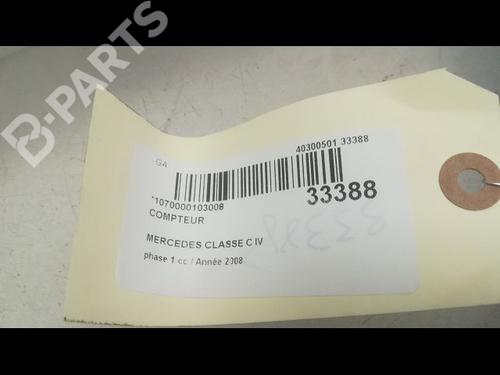 B-PARTS
GA
40300501 33388
*1070000103008
33388
COMPTEUR
MERCEDES CLASSE C IV
phase 1 cc / Année 2008